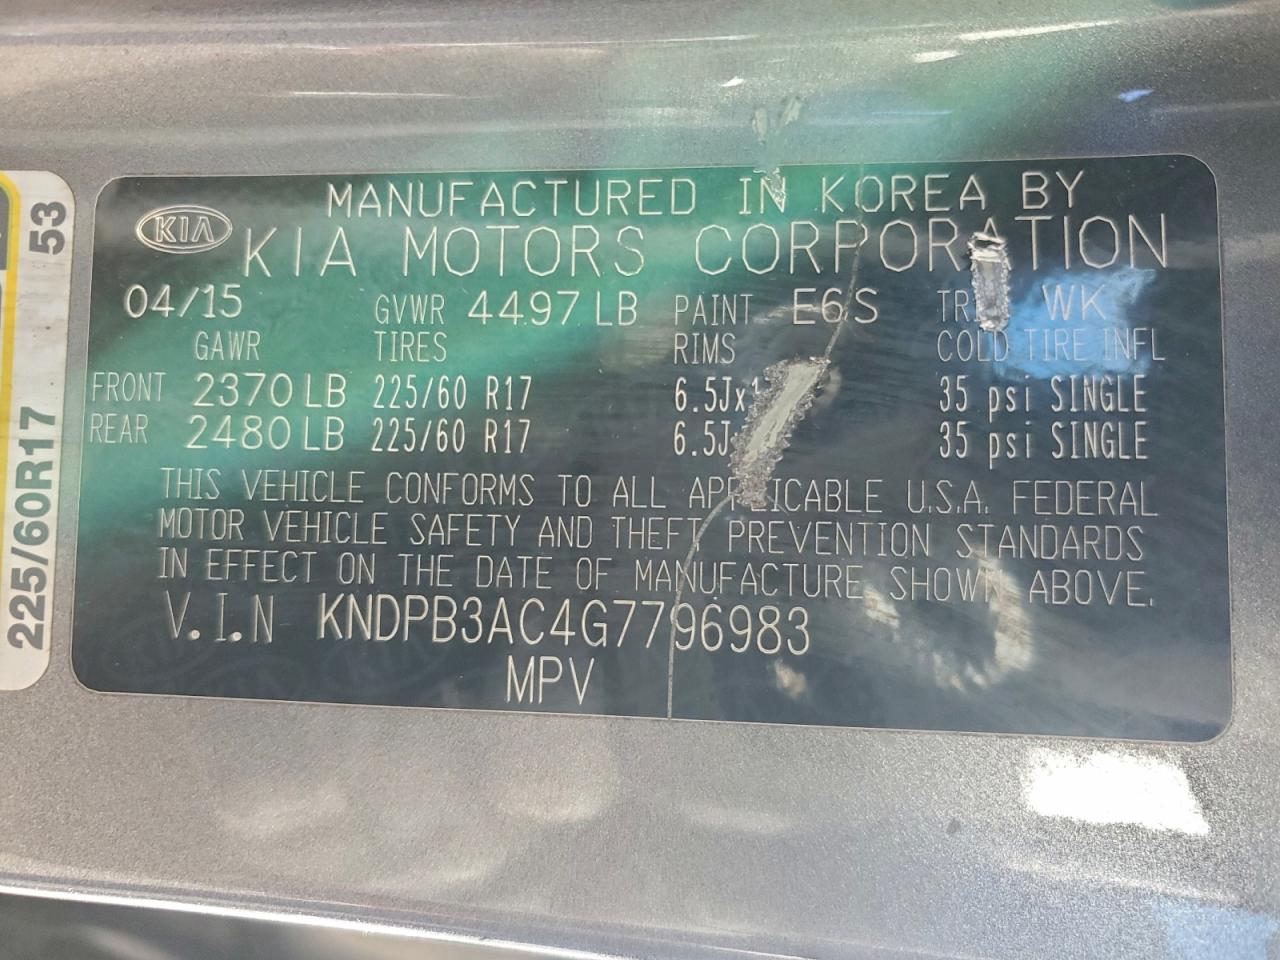 MANUFACTURED IN KOREA BY
KIA KIA MOTORS CORPORATION
04/15 GVWR 4497 LB PAINT E6S WK
GAWR TIRES RIMS COLD TIRE INFL
FRONT 2370 LB 225/60 R17 35 psi SINGLE
REAR 2480 LB 225/60 R17 35 psi SINGLE
THIS VEHICLE CONFORMS TO ALL APPLICABLE U.S.A. FEDERAL
MOTOR VEHICLE SAFETY AND THEFT PREVENTION STANDARDS
IN EFFECT ON THE DATE OF MANUFACTURE SHOWN ABOVE.
V.I.N KNDPB3AC4G7796983
MPV
225/60R17 53